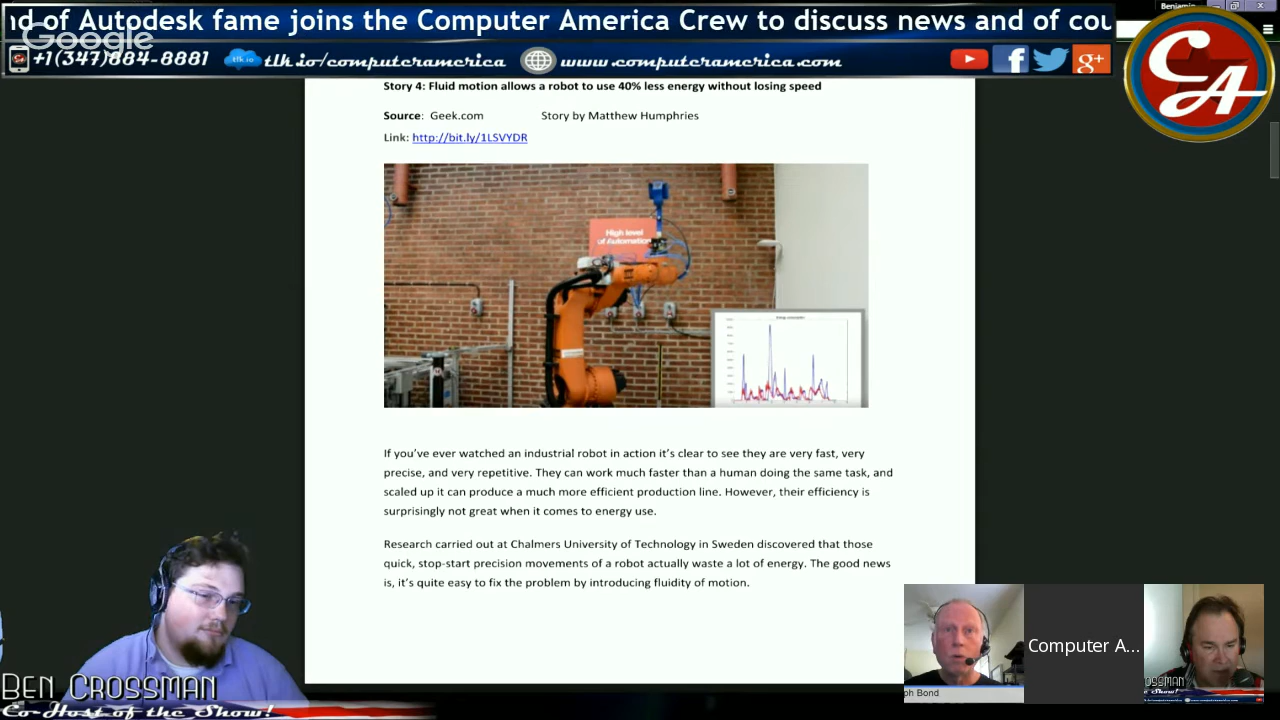 nd of Autodesk fame joins the Computer America Crew to discuss news and of cou
Benjamin
Google
+1(347)884-8881 tlk.io/computeramerica www.computeramerica.com
CA
Story 4: Fluid motion allows a robot to use 40% less energy without losing speed
Source: Geek.com Story by Matthew Humphries
Link: http://bit.ly/1LSVYDR
High level
of Automation
If you’ve ever watched an industrial robot in action it’s clear to see they are very fast, very
precise, and very repetitive. They can work much faster than a human doing the same task, and
scaled up it can produce a much more efficient production line. However, their efficiency is
surprisingly not great when it comes to energy use.
Research carried out at Chalmers University of Technology in Sweden discovered that those
quick, stop-start precision movements of a robot actually waste a lot of energy. The good news
is, it’s quite easy to fix the problem by introducing fluidity of motion.
Computer A...
ph Bond
Ben Crossman
Co-Host of the Show!